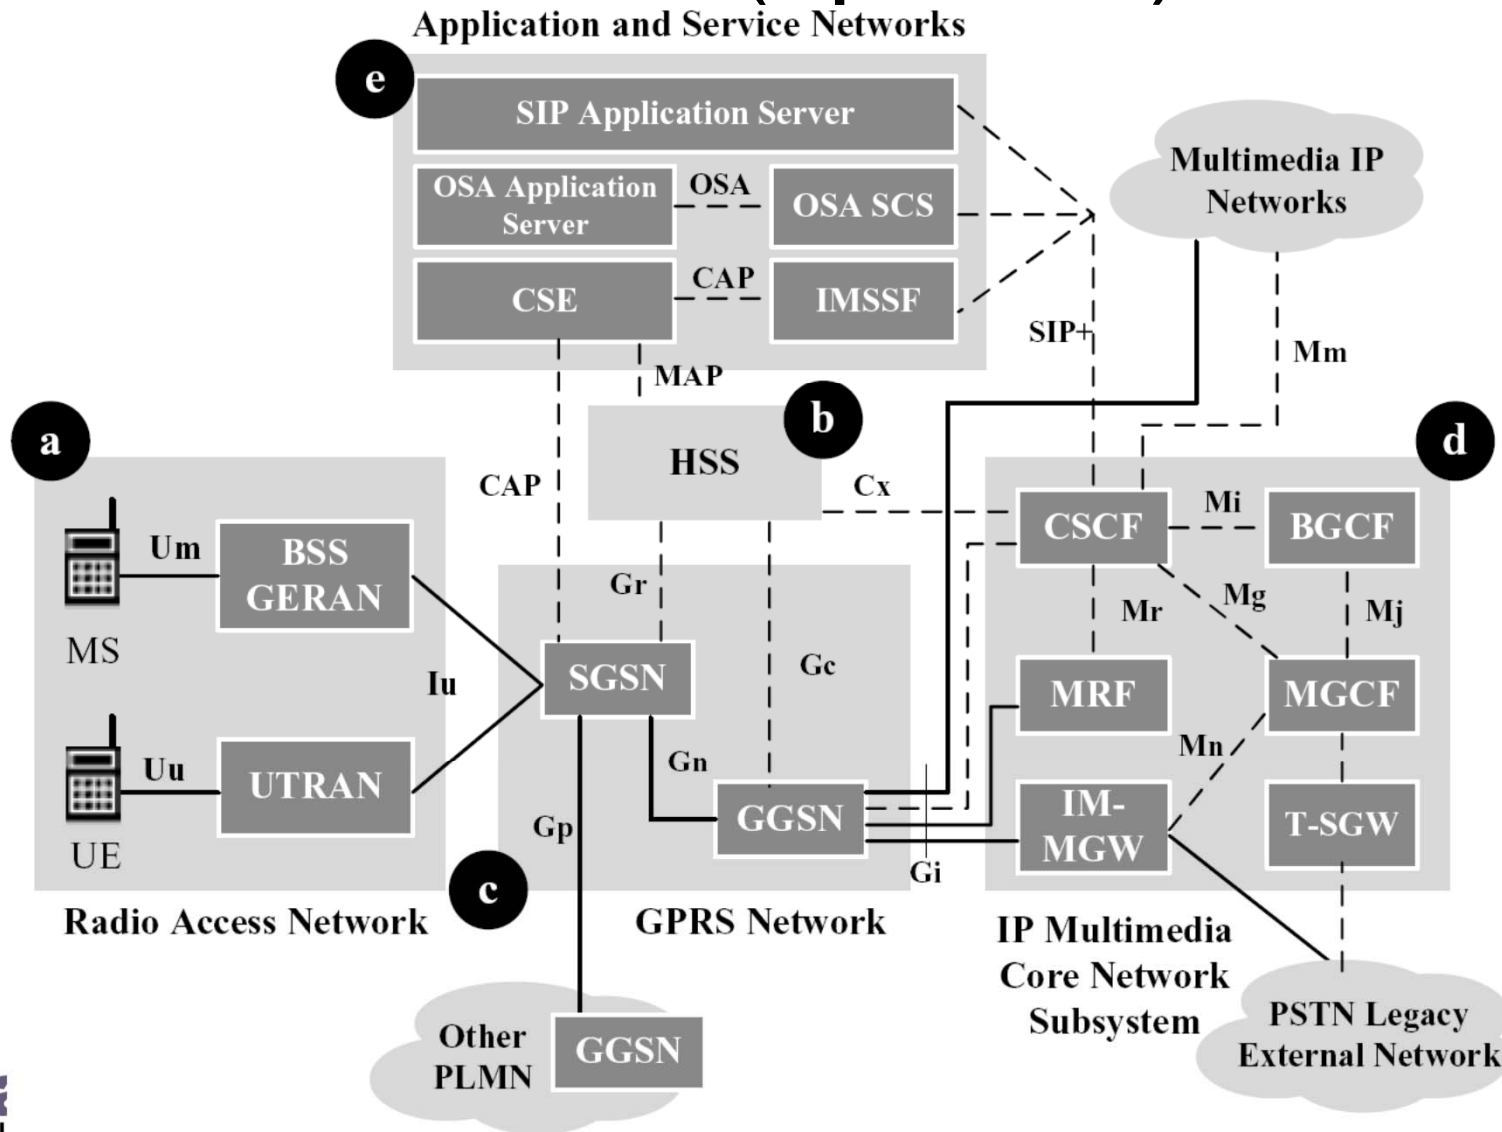 Application and Service Networks
e
SIP Application Server
OSA Application
Server
OSA
OSA SCS
CSE
CAP
IMSSF
Multimedia IP
Networks
SIP+
Mm
MAP
a
b
d
HSS
CAP
Cx
MS
Um
BSS
GERAN
Iu
UE
Uu
UTRAN
Gr
Gc
SGSN
Gn
Gp
GGSN
Gi
CSCF
Mi
BGCF
Mr
Mg
Mj
MRF
MGCF
Mn
IM-
MGW
T-SGW
c
Radio Access Network
GPRS Network
IP Multimedia
Core Network
Subsystem
Other
PLMN
GGSN
PSTN Legacy
External Network